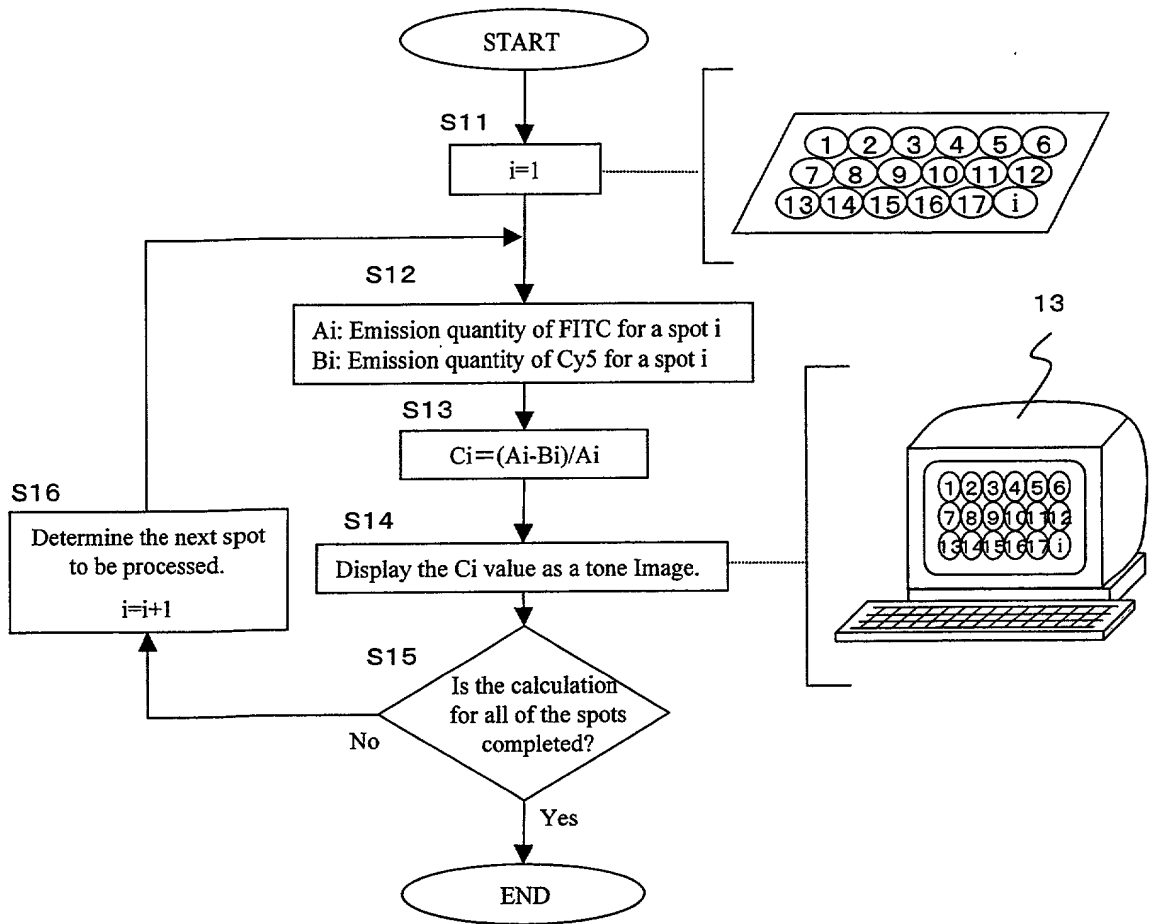 START
S11
i=1
1 2 3 4 5 6
7 8 9 10 11 12
13 14 15 16 17 i
S12
Ai: Emission quantity of FITC for a spot i
Bi: Emission quantity of Cy5 for a spot i
13
S13
Ci=(Ai-Bi)/Ai
1 2 3 4 5 6
7 8 9 10 11 12
13 14 15 16 17 i
S16
Determine the next spot
to be processed.
i=i+1
S14
Display the Ci value as a tone Image.
S15
Is the calculation
for all of the spots
completed?
No
Yes
END